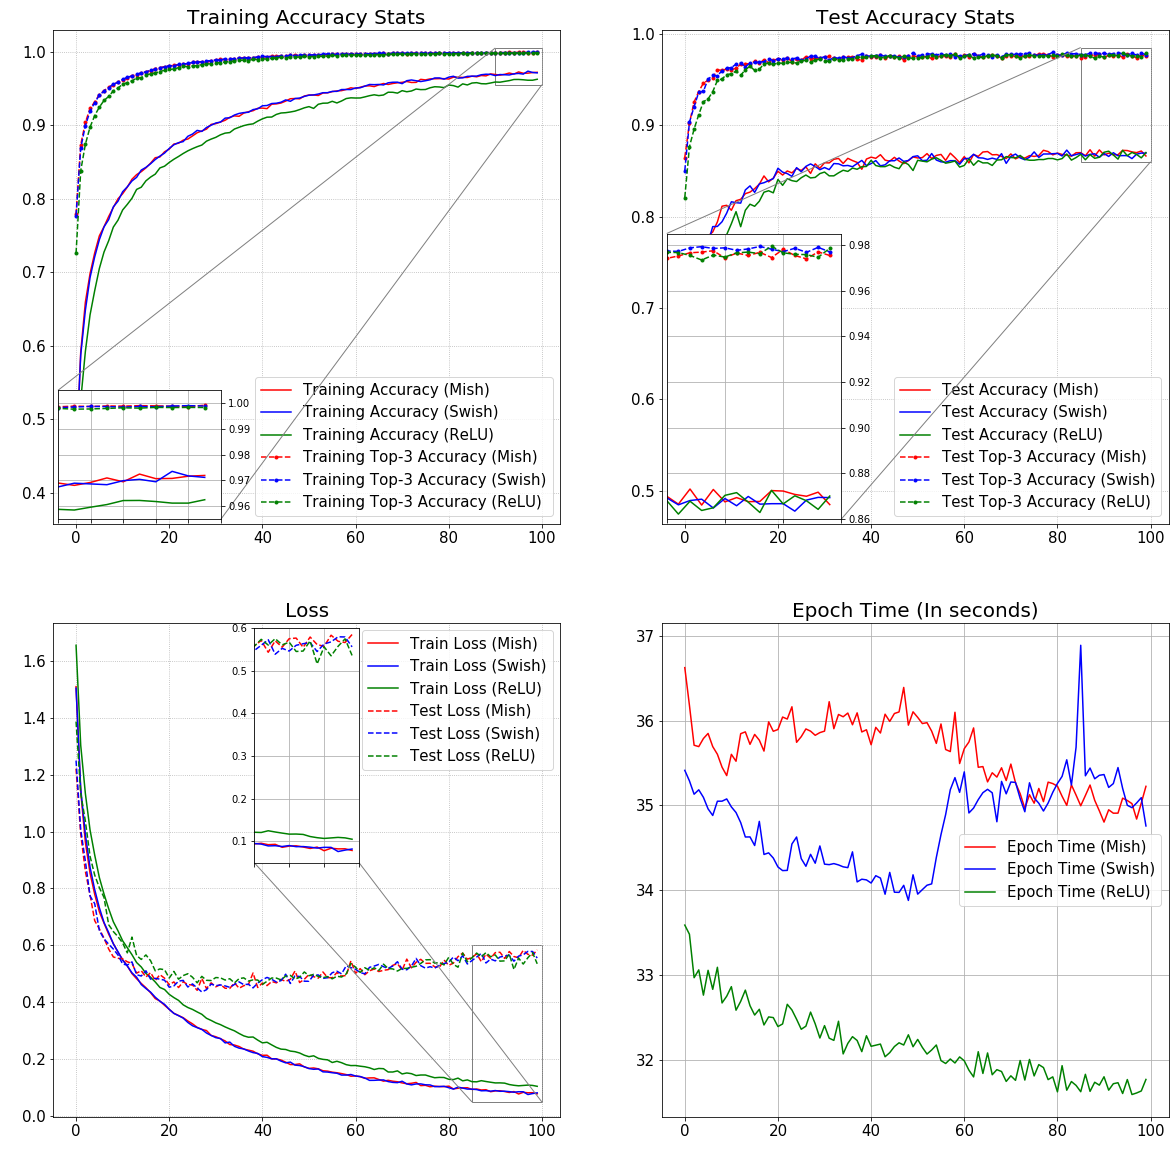 Training Accuracy Stats
1.0
0.9
0.8
0.7
0.6
0.5
0.4
1.00
0.99
0.98
0.97
0.96
Training Accuracy (Mish)
Training Accuracy (Swish)
Training Accuracy (ReLU)
Training Top-3 Accuracy (Mish)
Training Top-3 Accuracy (Swish)
Training Top-3 Accuracy (ReLU)
0 20 40 60 80 100
Test Accuracy Stats
1.0
0.9
0.8
0.7
0.6
0.5
0.98
0.96
0.94
0.92
0.90
0.88
0.86
Test Accuracy (Mish)
Test Accuracy (Swish)
Test Accuracy (ReLU)
Test Top-3 Accuracy (Mish)
Test Top-3 Accuracy (Swish)
Test Top-3 Accuracy (ReLU)
0 20 40 60 80 100
Loss
1.6
1.4
1.2
1.0
0.8
0.6
0.4
0.2
0.0
0.6
0.5
0.4
0.3
0.2
0.1
Train Loss (Mish)
Train Loss (Swish)
Train Loss (ReLU)
Test Loss (Mish)
Test Loss (Swish)
Test Loss (ReLU)
0 20 40 60 80 100
Epoch Time (In seconds)
37
36
35
34
33
32
Epoch Time (Mish)
Epoch Time (Swish)
Epoch Time (ReLU)
0 20 40 60 80 100